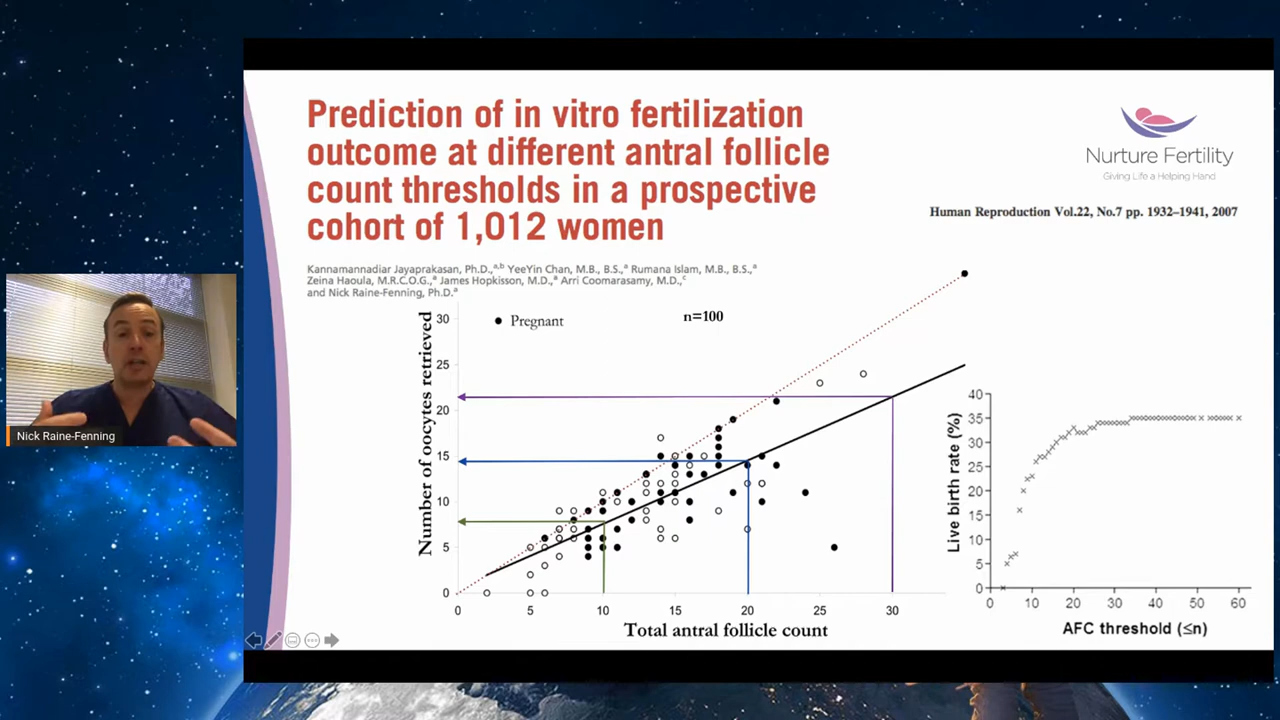 Prediction of in vitro fertilization
outcome at different antral follicle
count thresholds in a prospective
cohort of 1,012 women
Nurture Fertility
Giving Life a Helping Hand
Human Reproduction Vol.22, No.7 pp. 1932–1941, 2007
Kannamannadiar Jayaprakasan, Ph.D.,a,b YeeYin Chan, M.B., B.S.,a Rumana Islam, M.B., B.S.,a
Zeina Haoula, M.R.C.O.G.,a James Hopkisson, M.D.,a Arri Coomarasamy, M.D.,c
and Nick Raine-Fenning, Ph.D.a
Number of oocytes retrieved
30
25
20
15
10
5
0
Pregnant
n=100
0 5 10 15 20 25 30
Total antral follicle count
Live birth rate (%)
40
35
30
25
20
15
10
5
0
0 10 20 30 40 50 60
AFC threshold (≤n)
Nick Raine-Fenning